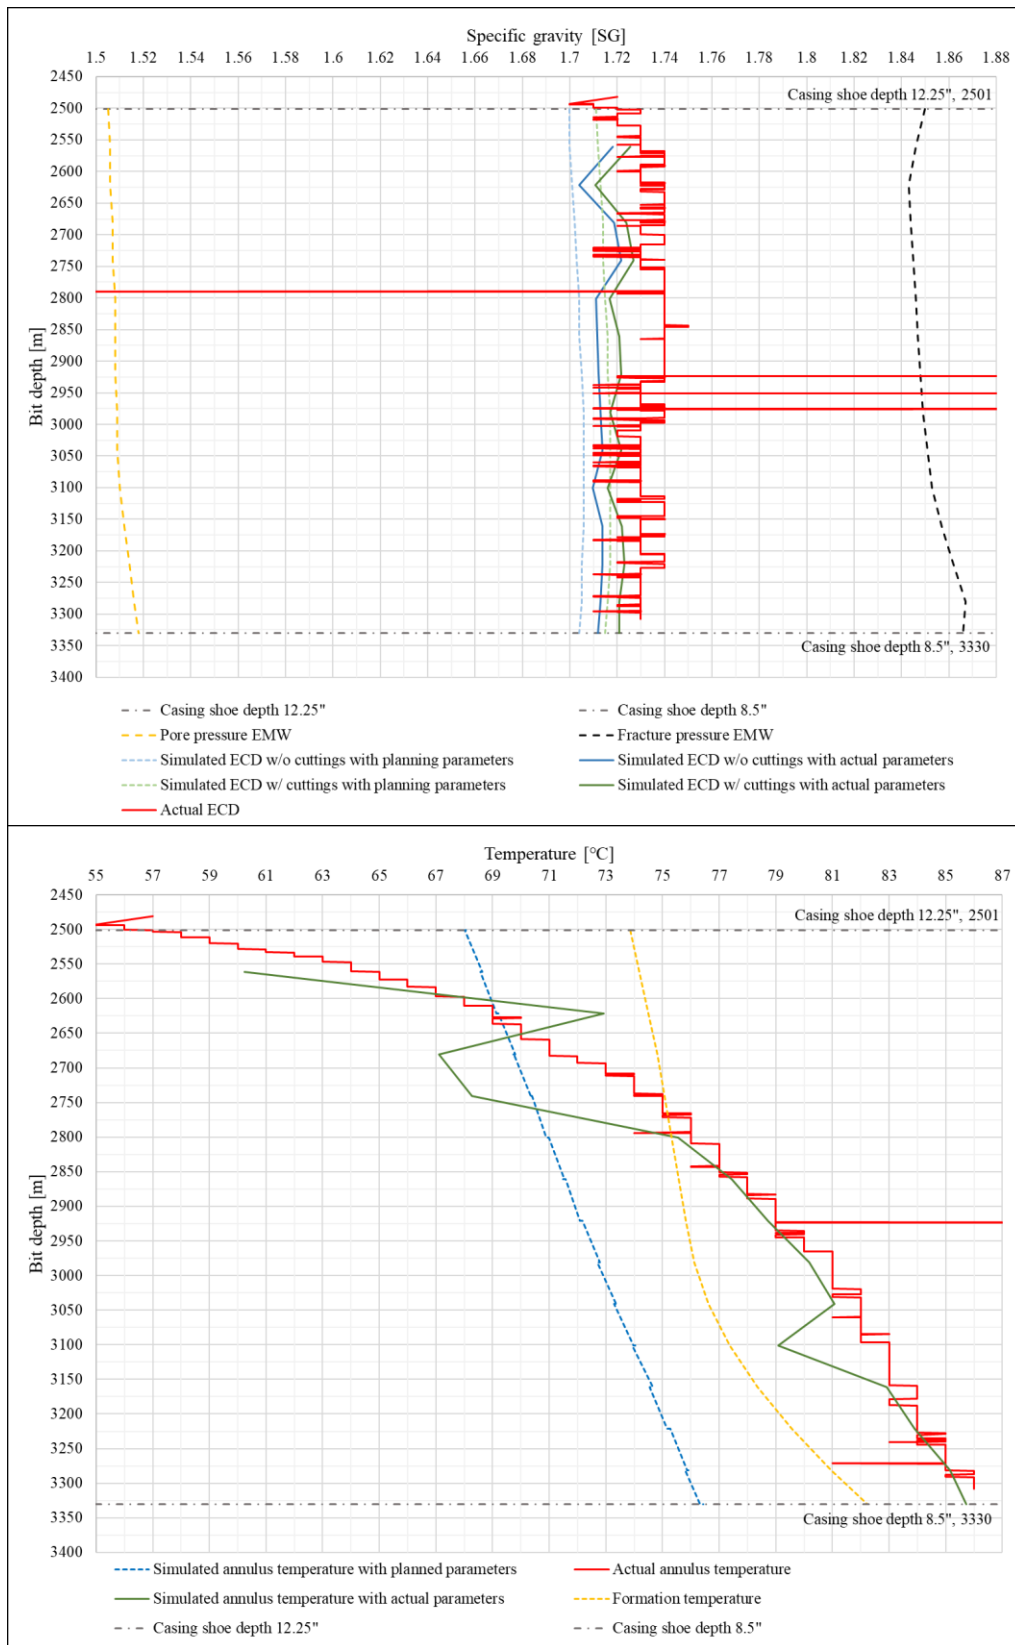 Specific gravity [SG]
1.5 1.52 1.54 1.56 1.58 1.6 1.62 1.64 1.66 1.68 1.7 1.72 1.74 1.76 1.78 1.8 1.82 1.84 1.86 1.88
2450
Casing shoe depth 12.25", 2501
2500
2550
2600
2650
2700
2750
2800
2850
2900
Bit depth [m]
2950
3000
3050
3100
3150
3200
3250
3300
3350
Casing shoe depth 8.5", 3330
3400
Casing shoe depth 12.25" Casing shoe depth 8.5"
Pore pressure EMW Fracture pressure EMW
Simulated ECD w/o cuttings with planning parameters Simulated ECD w/o cuttings with actual parameters
Simulated ECD w/ cuttings with planning parameters Simulated ECD w/ cuttings with actual parameters
Actual ECD
Temperature [°C]
55 57 59 61 63 65 67 69 71 73 75 77 79 81 83 85 87
2450
Casing shoe depth 12.25", 2501
2500
2550
2600
2650
2700
2750
2800
2850
2900
Bit depth [m]
2950
3000
3050
3100
3150
3200
3250
3300
3350
Casing shoe depth 8.5", 3330
3400
Simulated annulus temperature with planned parameters Actual annulus temperature
Simulated annulus temperature with actual parameters Formation temperature
Casing shoe depth 12.25" Casing shoe depth 8.5"